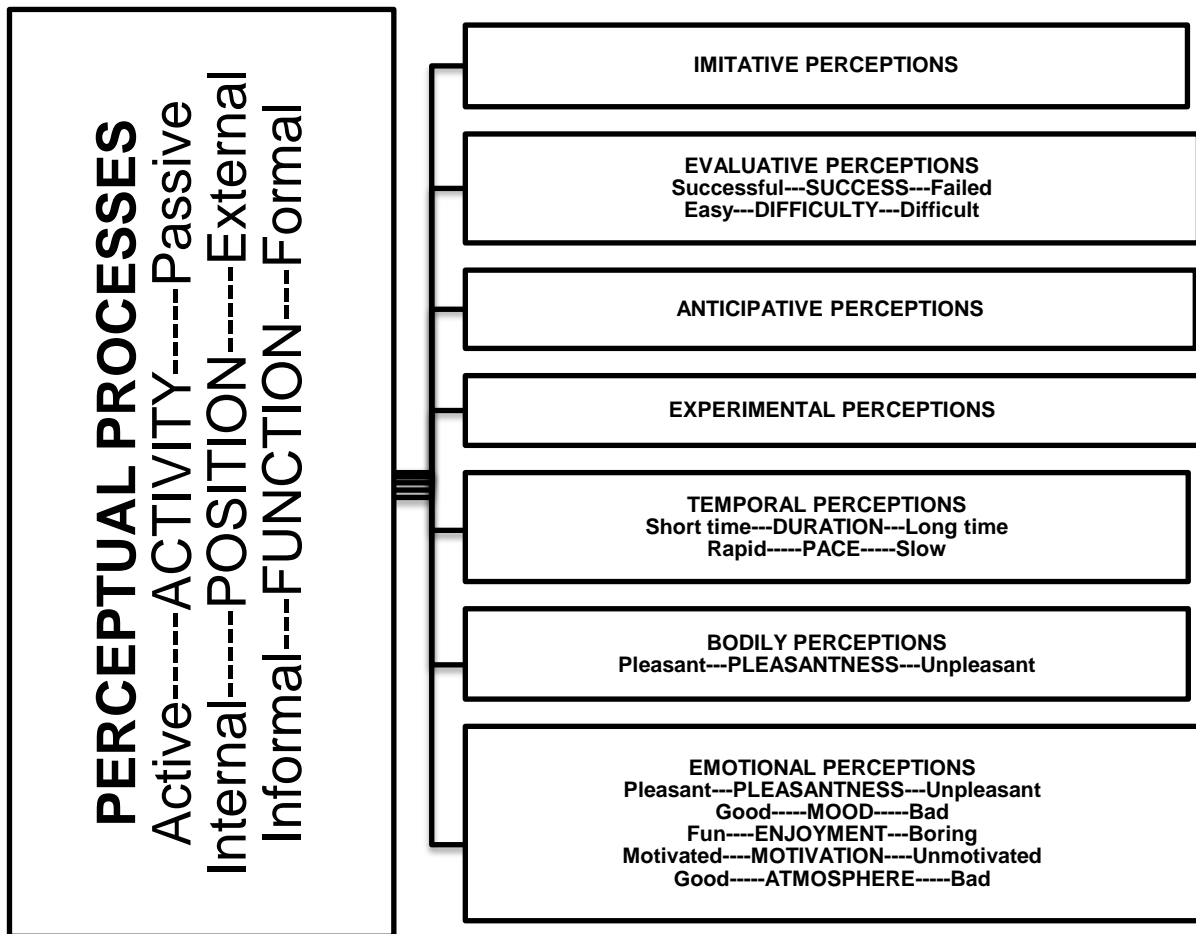 PERCEPTUAL PROCESSES
Active-------ACTIVITY-----Passive
Internal------POSITION------External
Informal---FUNCTION---Formal
IMITATIVE PERCEPTIONS
EVALUATIVE PERCEPTIONS
Successful---SUCCESS---Failed
Easy---DIFFICULTY---Difficult
ANTICIPATIVE PERCEPTIONS
EXPERIMENTAL PERCEPTIONS
TEMPORAL PERCEPTIONS
Short time---DURATION---Long time
Rapid-----PACE-----Slow
BODILY PERCEPTIONS
Pleasant---PLEASANTNESS---Unpleasant
EMOTIONAL PERCEPTIONS
Pleasant---PLEASANTNESS---Unpleasant
Good-----MOOD-----Bad
Fun----ENJOYMENT---Boring
Motivated----MOTIVATION----Unmotivated
Good-----ATMOSPHERE-----Bad